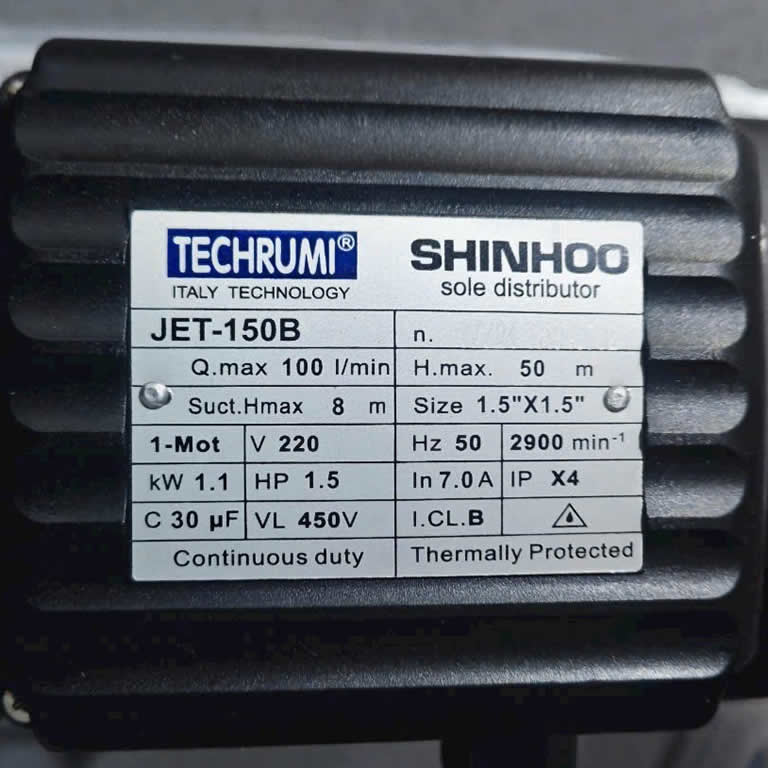 TECHRUMI® SHINHOO
ITALY TECHNOLOGY sole distributor
JET-150B n.
Q.max 100 l/min H.max. 50 m
Suct.Hmax 8 m Size 1.5"X1.5"
1-Mot V 220 Hz 50 2900 min⁻¹
kW 1.1 HP 1.5 In 7.0 A IP X4
C 30 µF VL 450V I.CL.B
Continuous duty Thermally Protected